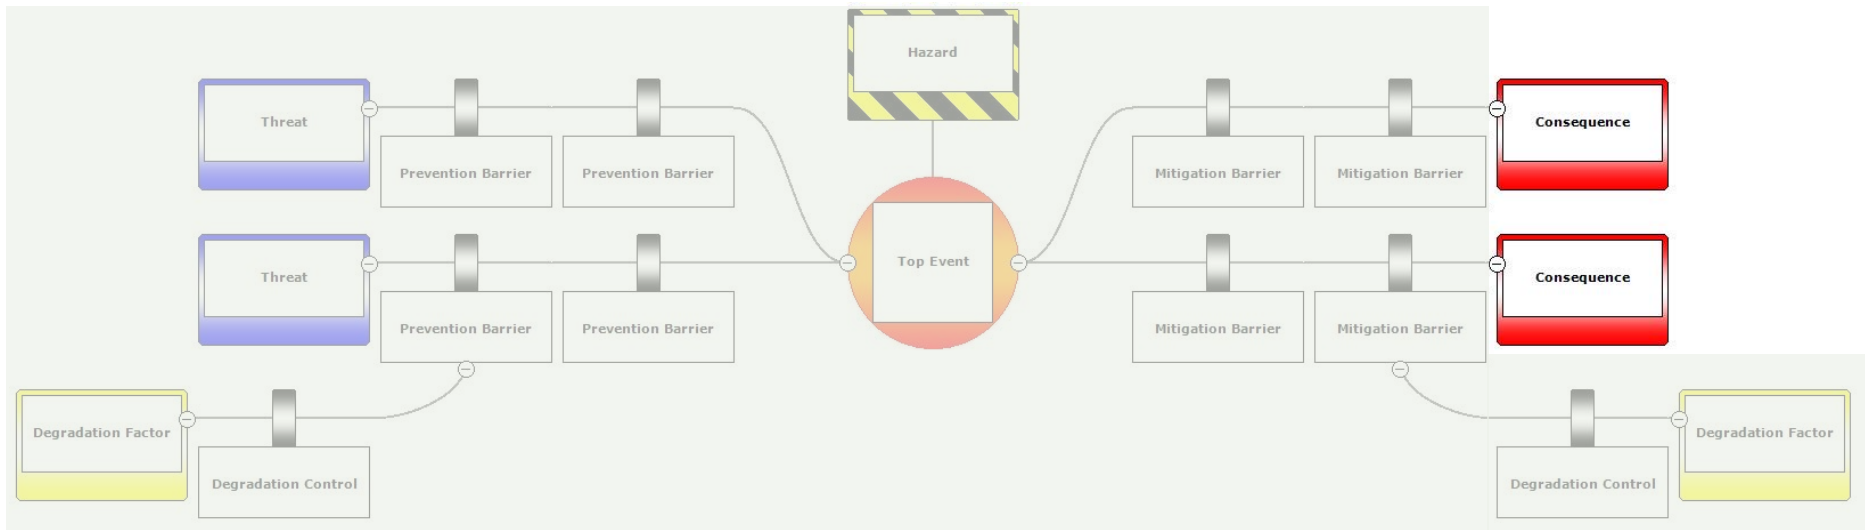 Hazard
Threat
Consequence
Prevention Barrier
Prevention Barrier
Mitigation Barrier
Mitigation Barrier
Top Event
Threat
Consequence
Prevention Barrier
Prevention Barrier
Mitigation Barrier
Mitigation Barrier
Degradation Factor
Degradation Factor
Degradation Control
Degradation Control